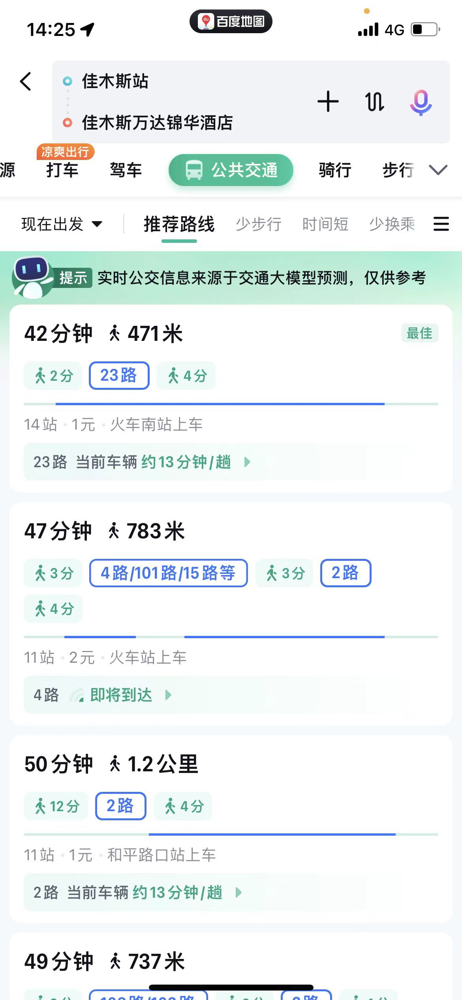 14:25
百度地图
4G
佳木斯站
佳木斯万达锦华酒店
凉爽出行
源 打车 驾车 公共交通 骑行 步行
现在出发 推荐路线 少步行 时间短 少换乘
提示 实时公交信息来源于交通大模型预测，仅供参考
42分钟 471米 最佳
2分 23路 4分
14站 · 1元 · 火车南站上车
23路 当前车辆 约13分钟/趟
47分钟 783米
3分 4路/101路/15路等 3分 2路
4分
11站 · 2元 · 火车站上车
4路 即将到达
50分钟 1.2公里
12分 2路 4分
11站 · 1元 · 和平路口站上车
2路 当前车辆 约13分钟/趟
49分钟 737米